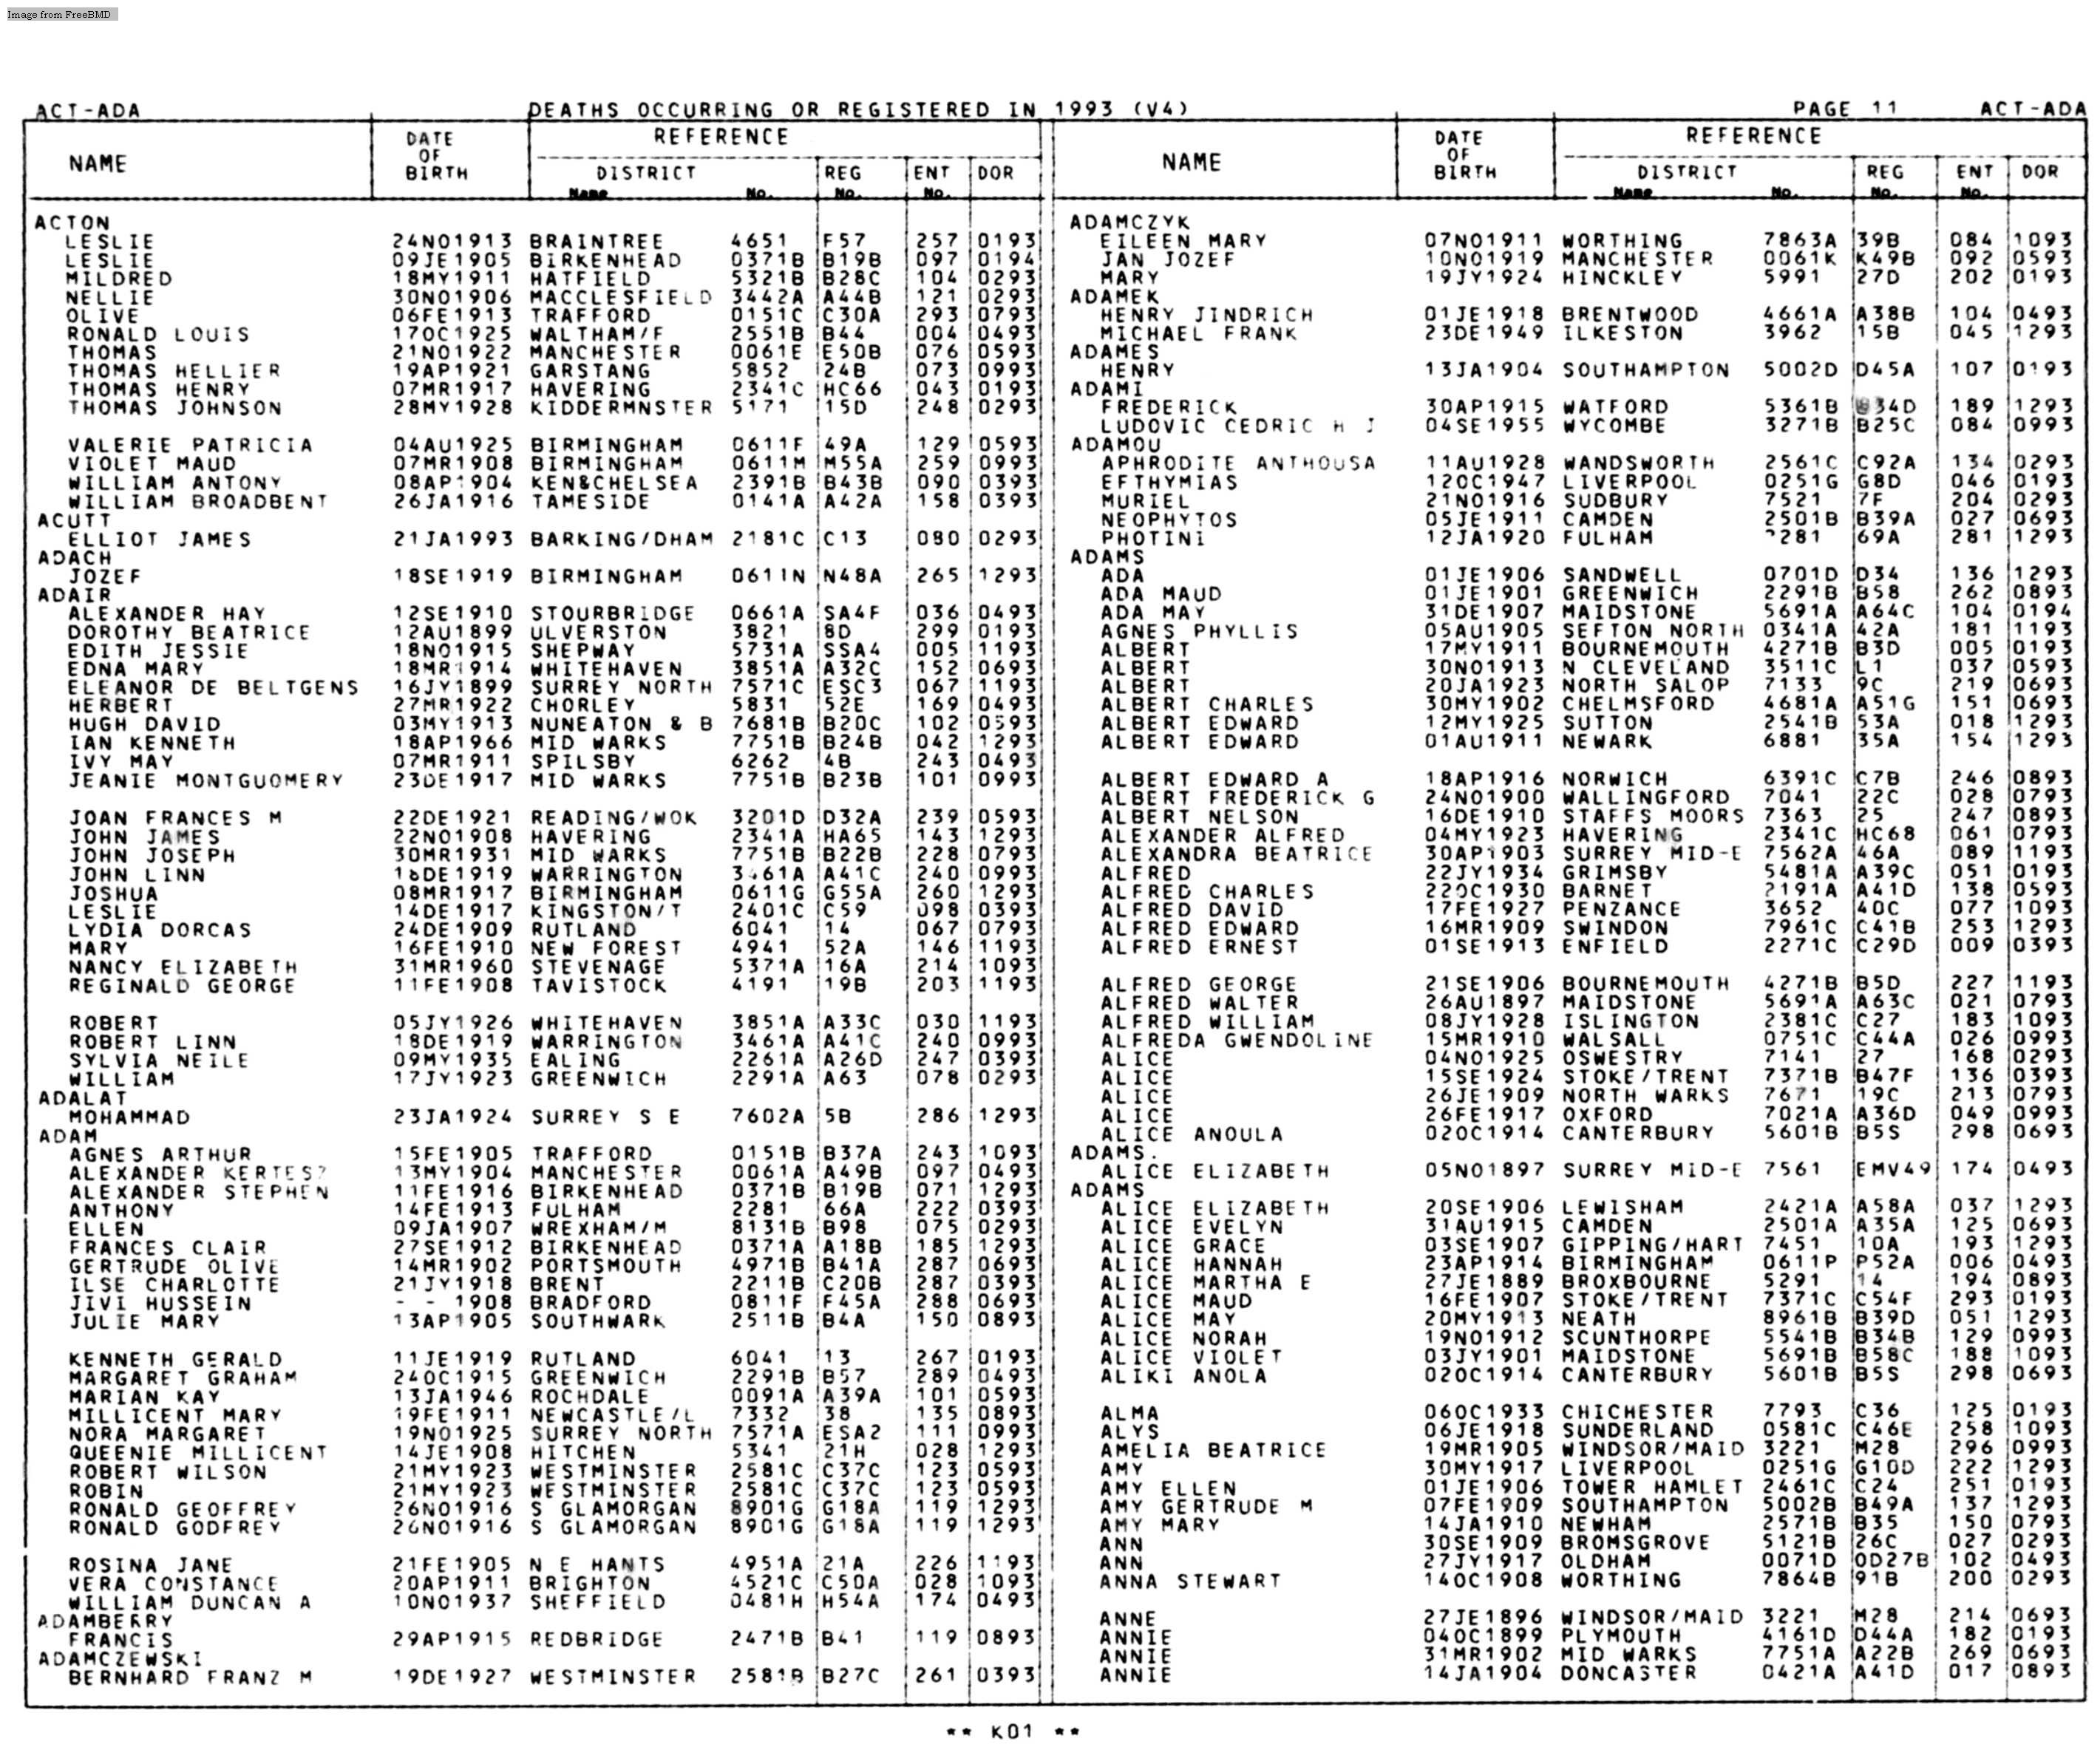 Image from FreeBMD
ACT-ADA DEATHS OCCURRING OR REGISTERED IN 1993 (V4) PAGE 11 ACT-ADA
NAME DATE OF BIRTH REFERENCE
DISTRICT REG ENT DOR
Name No. No. No.
ACTON
LESLIE 24NO1913 BRAINTREE 4651 F57 257 0193
LESLIE 09JE1905 BIRKENHEAD 0371B B19B 097 0194
MILDRED 18MY1911 HATFIELD 5321B B28C 104 0293
NELLIE 30NO1906 MACCLESFIELD 3442A A44B 121 0293
OLIVE 06FE1913 TRAFFORD 0151C C30A 293 0793
RONALD LOUIS 17OC1925 WALTHAM/F 2551B B44 004 0493
THOMAS 21NO1922 MANCHESTER 0061E E50B 076 0593
THOMAS HELLIER 19AP1921 GARSTANG 5852 24B 073 0993
THOMAS HENRY 07MR1917 HAVERING 2341C HC66 043 0193
THOMAS JOHNSON 28MY1928 KIDDERMNSTER 5171 15D 248 0293
VALERIE PATRICIA 04AU1925 BIRMINGHAM 0611F 49A 129 0593
VIOLET MAUD 07MR1908 BIRMINGHAM 0611M M55A 259 0993
WILLIAM ANTONY 08AP1904 KEN&CHELSEA 2391B B43B 090 0393
WILLIAM BROADBENT 26JA1916 TAMESIDE 0141A A42A 158 0393
ACUTT
ELLIOT JAMES 21JA1993 BARKING/DHAM 2181C C13 080 0293
ADACH
JOZEF 18SE1919 BIRMINGHAM 0611N N48A 265 1293
ADAIR
ALEXANDER HAY 12SE1910 STOURBRIDGE 0661A SA4F 036 0493
DOROTHY BEATRICE 12AU1899 ULVERSTON 3821 8D 299 0193
EDITH JESSIE 18NO1915 SHEPWAY 5731A SSA4 005 1193
EDNA MARY 18MR1914 WHITEHAVEN 3851A A32C 152 0693
ELEANOR DE BELTGENS 16JY1899 SURREY NORTH 7571C ESC3 067 1193
HERBERT 27MR1922 CHORLEY 5831 52E 169 0493
HUGH DAVID 03MY1913 NUNEATON & B 7681B B20C 102 0593
IAN KENNETH 18AP1966 MID WARKS 7751B B24B 042 1293
IVY MAY 07MR1911 SPILSBY 6262 4B 243 0493
JEANIE MONTGUOMERY 23DE1917 MID WARKS 7751B B23B 101 0993
JOAN FRANCES M 22DE1921 READING/WOK 3201D D32A 239 0593
JOHN JAMES 22NO1908 HAVERING 2341A HA65 143 1293
JOHN JOSEPH 30MR1931 MID WARKS 7751B B22B 228 0793
JOHN LINN WARRINGTON A41C 240 0993
JOSHUA 08MR1917 BIRMINGHAM 0611G G55A 260 1293
LESLIE 14DE1917 KINGSTON/T 2401C C59 098 0393
LYDIA DORCAS 24DE1909 RUTLAND 6041 14 067 0793
MARY 16FE1910 NEW FOREST 4941 52A 146 1193
NANCY ELIZABETH 31MR1960 STEVENAGE 5371A 16A 214 1093
REGINALD GEORGE 11FE1908 TAVISTOCK 4191 19B 203 1193
ROBERT 05JY1926 WHITEHAVEN 3851A A33C 030 1193
ROBERT LINN 18DE1919 WARRINGTON 3461A A41C 240 0993
SYLVIA NEILE 09MY1935 EALING 2261A A26D 247 0393
WILLIAM 17JY1923 GREENWICH 2291A A63 078 0293
ADALAT
MOHAMMAD 23JA1924 SURREY S E 7602A 5B 286 1293
ADAM
AGNES ARTHUR 15FE1905 TRAFFORD 0151B B37A 243 1093
ALEXANDER 13MY1904 MANCHESTER 0061A A49B 097 0493
ALEXANDER STEPHEN 11FE1916 BIRKENHEAD 0371B B19B 071 1293
ANTHONY 14FE1913 FULHAM 2281 66A 222 0393
ELLEN 09JA1907 WREXHAM/M 8131B B98 075 0293
FRANCES CLAIR 27SE1912 BIRKENHEAD 0371A A18B 185 1293
GERTRUDE OLIVE 14MR1902 PORTSMOUTH 4971B B41A 287 0693
ILSE CHARLOTTE 21JY1918 BRENT 2211B C20B 287 0393
JIVI HUSSEIN - - 1908 BRADFORD 0811F F45A 288 0693
JULIE MARY 13AP1905 SOUTHWARK 2511B B4A 150 0893
KENNETH GERALD 11JE1919 RUTLAND 6041 13 267 0193
MARGARET GRAHAM 24OC1915 GREENWICH 2291B B57 289 0493
MARIAN KAY 13JA1946 ROCHDALE 0091A A39A 101 0593
MILLICENT MARY 19FE1911 NEWCASTLE/L 7332 38 135 0893
NORA MARGARET 19NO1925 SURREY NORTH 7571A ESA2 111 0993
QUEENIE MILLICENT 14JE1908 HITCHEN 5341 21H 028 1293
ROBERT WILSON 21MY1923 WESTMINSTER 2581C C37C 123 0593
ROBIN 21MY1923 WESTMINSTER 2581C C37C 123 0593
RONALD GEOFFREY 26NO1916 S GLAMORGAN 8901G G18A 119 1293
RONALD GODFREY 26NO1916 S GLAMORGAN 8901G G18A 119 1293
ROSINA JANE 21FE1905 N E HANTS 4951A 21A 226 1193
VERA CONSTANCE 20AP1911 BRIGHTON 4521C C50A 028 1093
WILLIAM DUNCAN A 10NO1937 SHEFFIELD 0481H H54A 174 0493
ADAMBERRY
FRANCIS 29AP1915 REDBRIDGE 2471B B41 119 0893
ADAMCZEWSKI
BERNHARD FRANZ M 19DE1927 WESTMINSTER 2581B B27C 261 0393
NAME DATE OF BIRTH REFERENCE
DISTRICT REG ENT DOR
Name No. No. No.
ADAMCZYK
EILEEN MARY 07NO1911 WORTHING 7863A 39B 084 1093
JAN JOZEF 10NO1919 MANCHESTER 0061K K49B 092 0593
MARY 19JY1924 HINCKLEY 5991 27D 202 0193
ADAMEK
HENRY JINDRICH 01JE1918 BRENTWOOD 4661A A38B 104 0493
MICHAEL FRANK 23DE1949 ILKESTON 3962 15B 045 1293
ADAMES
HENRY 13JA1904 SOUTHAMPTON 5002D D45A 107 0193
ADAMI
FREDERICK 30AP1915 WATFORD 5361B 189 1293
LUDOVIC CEDRIC H J 04SE1955 WYCOMBE 3271B B25C 084 0993
ADAMOU
APHRODITE ANTHOUSA 11AU1928 WANDSWORTH 2561C C92A 134 0293
EFTHYMIAS 12OC1947 LIVERPOOL 0251G G8D 046 0193
MURIEL 21NO1916 SUDBURY 7521 7F 204 0293
NEOPHYTOS 05JE1911 CAMDEN 2501B B39A 027 0693
PHOTINI 12JA1920 FULHAM 69A 281 1293
ADAMS
ADA 01JE1906 SANDWELL 0701D D34 136 1293
ADA MAUD 01JE1901 GREENWICH 2291B B58 262 0893
ADA MAY 31DE1907 MAIDSTONE 5691A A64C 104 0194
AGNES PHYLLIS 05AU1905 SEFTON NORTH 0341A 42A 181 1193
ALBERT 17MY1911 BOURNEMOUTH 4271B B3D 005 0193
ALBERT 30NO1913 N CLEVELAND 3511C L1 037 0593
ALBERT 20JA1923 NORTH SALOP 7133 9C 219 0693
ALBERT CHARLES 30MY1902 CHELMSFORD 4681A A51G 151 0693
ALBERT EDWARD 12MY1925 SUTTON 2541B 53A 018 1293
ALBERT EDWARD 01AU1911 NEWARK 6881 35A 154 1293
ALBERT EDWARD A 18AP1916 NORWICH 6391C C7B 246 0893
ALBERT FREDERICK G 24NO1900 WALLINGFORD 7041 22C 028 0793
ALBERT NELSON 16DE1910 STAFFS MOORS 7363 25 247 0893
ALEXANDER ALFRED 04MY1923 HAVERING 2341C HC68 061 0793
ALEXANDRA BEATRICE 30AP1903 SURREY MID-E 7562A 46A 089 1193
ALFRED 22JY1934 GRIMSBY 5481A A39C 051 0193
ALFRED CHARLES 22OC1930 BARNET 2191A A41D 138 0593
ALFRED DAVID 17FE1927 PENZANCE 3652 40C 077 1093
ALFRED EDWARD 16MR1909 SWINDON 7961C C41B 253 1293
ALFRED ERNEST 01SE1913 ENFIELD 2271C C29D 009 0393
ALFRED GEORGE 21SE1906 BOURNEMOUTH 4271B B5D 227 1193
ALFRED WALTER 26AU1897 MAIDSTONE 5691A A63C 021 0793
ALFRED WILLIAM 08JY1928 ISLINGTON 2381C C27 183 1093
ALFREDA GWENDOLINE 15MR1910 WALSALL 0751C C44A 026 0993
ALICE 04NO1925 OSWESTRY 7141 27 168 0293
ALICE 15SE1924 STOKE/TRENT 7371B B47F 136 0393
ALICE 26JE1909 NORTH WARKS 7671 19C 213 0793
ALICE 26FE1917 OXFORD 7021A A36D 049 0993
ALICE ANOULA 02OC1914 CANTERBURY 5601B B5S 298 0693
ADAMS.
ALICE ELIZABETH 05NO1897 SURREY MID-E 7561 EMV49 174 0493
ADAMS
ALICE ELIZABETH 20SE1906 LEWISHAM 2421A A58A 037 1293
ALICE EVELYN 31AU1915 CAMDEN 2501A A35A 125 0693
ALICE GRACE 03SE1907 GIPPING/HART 7451 10A 193 1293
ALICE HANNAH 23AP1914 BIRMINGHAM 0611P P52A 006 0493
ALICE MARTHA E 27JE1889 BROXBOURNE 5291 14 194 0893
ALICE MAUD 16FE1907 STOKE/TRENT 7371C C54F 293 0193
ALICE MAY 20MY1913 NEATH 8961B B39D 051 1293
ALICE NORAH 19NO1912 SCUNTHORPE 5541B B34B 129 0993
ALICE VIOLET 03JY1901 MAIDSTONE 5691B B58C 188 1093
ALIKI ANOLA 02OC1914 CANTERBURY 5601B B5S 298 0693
ALMA 06OC1933 CHICHESTER 7793 C36 125 0193
ALYS 06JE1918 SUNDERLAND 0581C C46E 258 1093
AMELIA BEATRICE 19MR1905 WINDSOR/MAID 3221 M28 296 0993
AMY 30MY1917 LIVERPOOL 0251G G10D 222 1293
AMY ELLEN 01JE1906 TOWER HAMLET 2461C C24 251 0193
AMY GERTRUDE M 07FE1909 SOUTHAMPTON 5002B B49A 137 1293
AMY MARY 14JA1910 NEWHAM 2571B B35 150 0793
ANN 30SE1909 BROMSGROVE 5121B 26C 027 0293
ANN 27JY1917 OLDHAM 0071D OD27B 102 0493
ANNA STEWART 14OC1908 WORTHING 7864B 91B 200 0293
ANNE 27JE1896 WINDSOR/MAID 3221 M28 214 0693
ANNIE 04OC1899 PLYMOUTH 4161D D44A 182 0193
ANNIE 31MR1902 MID WARKS 7751A A22B 269 0693
ANNIE 14JA1904 DONCASTER 0421A A41D 017 0893
** K01 **